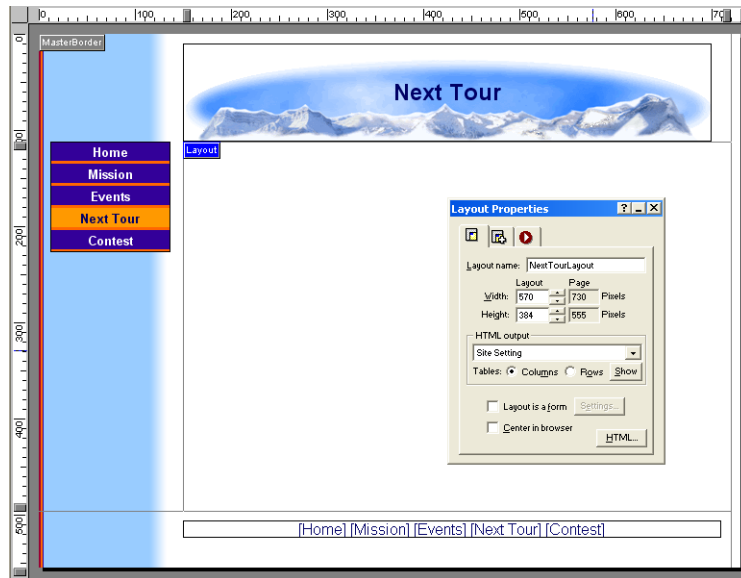 0 100 200 300 400 500 600 700
0
MasterBorder
Next Tour
100
Home
Layout
Mission
Events
Next Tour
Contest
200
300
400
500
Layout Properties
Layout name: NextTourLayout
Layout Page
Width: 570 730 Pixels
Height: 384 555 Pixels
HTML output
Site Setting
Tables: Columns Rows Show
Layout is a form Settings...
Center in browser
HTML...
[Home] [Mission] [Events] [Next Tour] [Contest]